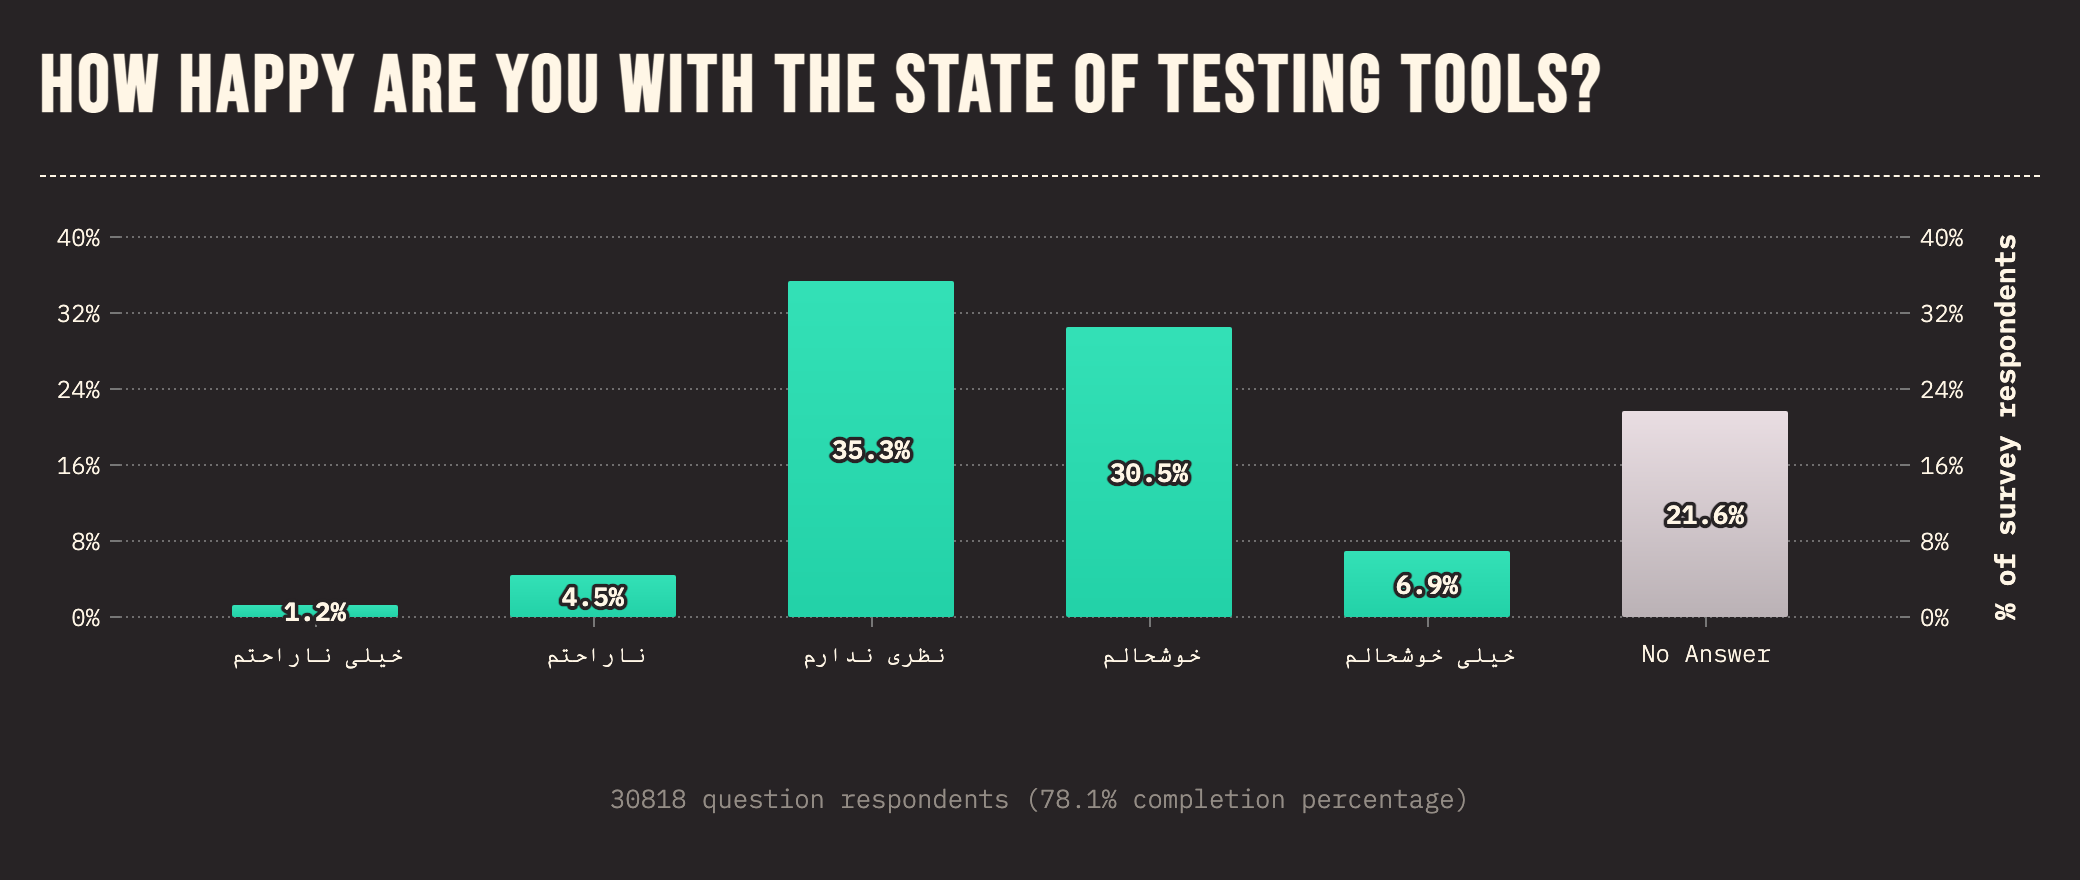 HOW HAPPY ARE YOU WITH THE STATE OF TESTING TOOLS?
40%
32%
24%
16%
8%
0%
40%
32%
24%
16%
8%
0%
% of survey respondents
35.3%
30.5%
21.6%
6.9%
4.5%
1.2%
خیلی ناراحتم
ناراحتم
نظری ندارم
خوشحالم
خیلی خوشحالم
No Answer
30818 question respondents (78.1% completion percentage)